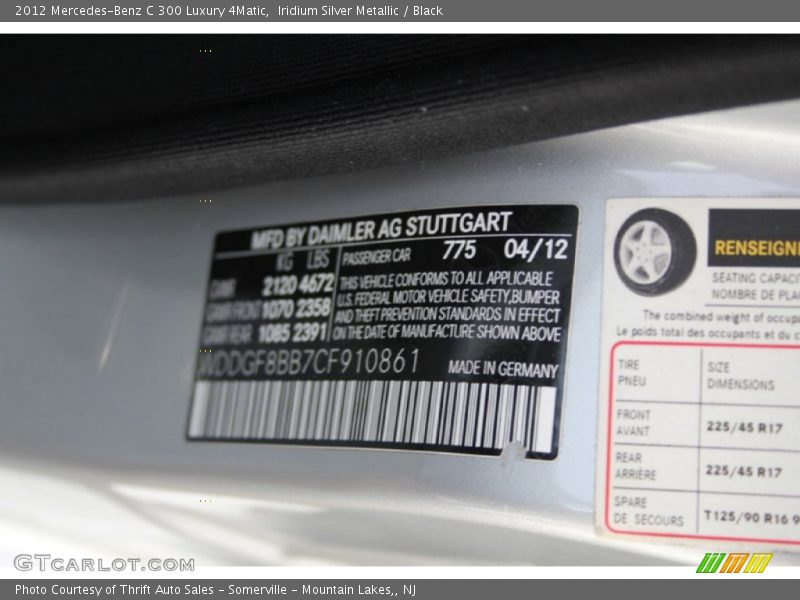 2012 Mercedes-Benz C 300 Luxury 4Matic,  Iridium Silver Metallic / Black
MFD BY DAIMLER AG STUTTGART
KG LBS PASSENGER CAR 775 04/12
GAWR 2120 4672
GAWR FRONT 1070 2358
GAWR REAR 1085 2391
THIS VEHICLE CONFORMS TO ALL APPLICABLE
U.S. FEDERAL MOTOR VEHICLE SAFETY, BUMPER
AND THEFT PREVENTION STANDARDS IN EFFECT
ON THE DATE OF MANUFACTURE SHOWN ABOVE
WDDGF8BB7CF910861 MADE IN GERMANY
RENSEIGN
SEATING CAPACI
NOMBRE DE PLA
The combined weight of occup
Le poids total des occupants et du c
TIRE
PNEU
SIZE
DIMENSIONS
FRONT
AVANT
225/45 R17
REAR
ARRIÈRE
225/45 R17
SPARE
DE SECOURS
T125/90 R16 9
GTCARLOT.COM
Photo Courtesy of Thrift Auto Sales - Somerville - Mountain Lakes,, NJ